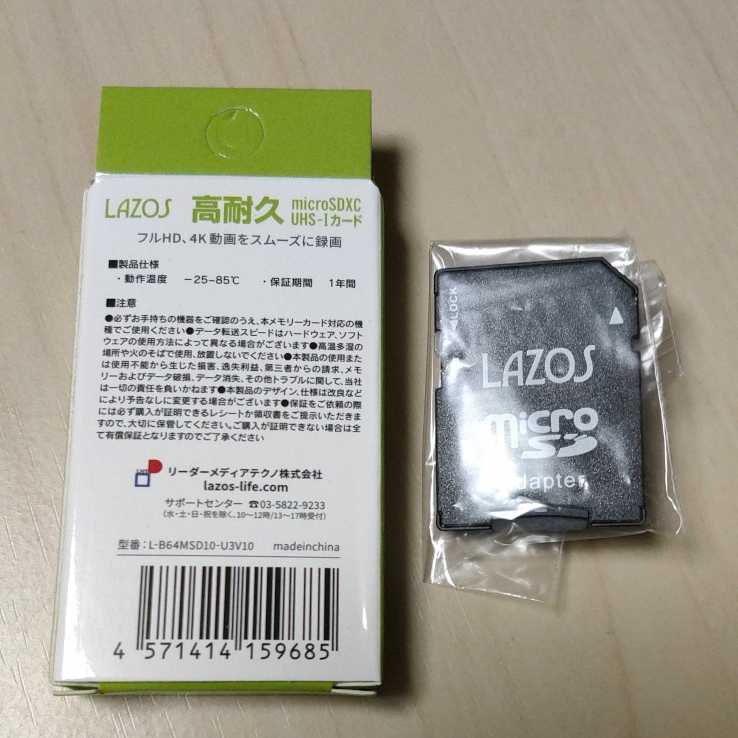 LAZOS 高耐久 microSDXC UHS-Iカード
フルHD、4K動画をスムーズに録画
■製品仕様
・動作温度 −25-85℃ ・保証期間 1年間
■注意
●必ずお手持ちの機器をご確認のうえ、本メモリーカード対応の機
種でご使用ください●データ転送スピードはハードウェア、ソフト
ウェアの使用方法によって異なる場合がございます●高温多湿の
場所や火のそばで使用、放置しないでください●本製品の使用また
は使用不能から生じた損害、逸失利益、第三者からの請求、メモ
リーおよびデータ破損、データ消失、その他トラブルに関して、当社
は一切の責任を負いかねます●本製品のデザイン、仕様は改良など
により予告なしに変更する場合がございます●保証をご依頼の際
には必ず購入が証明できるレシートか領収書をご提示いただきま
すので、大切に保管してください。ご購入が証明できない場合は全
て有償保証となりますのでご了承ください
リーダーメディアテクノ株式会社
lazos-life.com
サポートセンター ☎03-5822-9233
(水・土・日・祝を除く、10〜12時/13〜17時受付)
型番：L-B64MSD10-U3V10 madeinchina
4 571414 159685
LOCK
LAZOS
micro
SD
Adapter